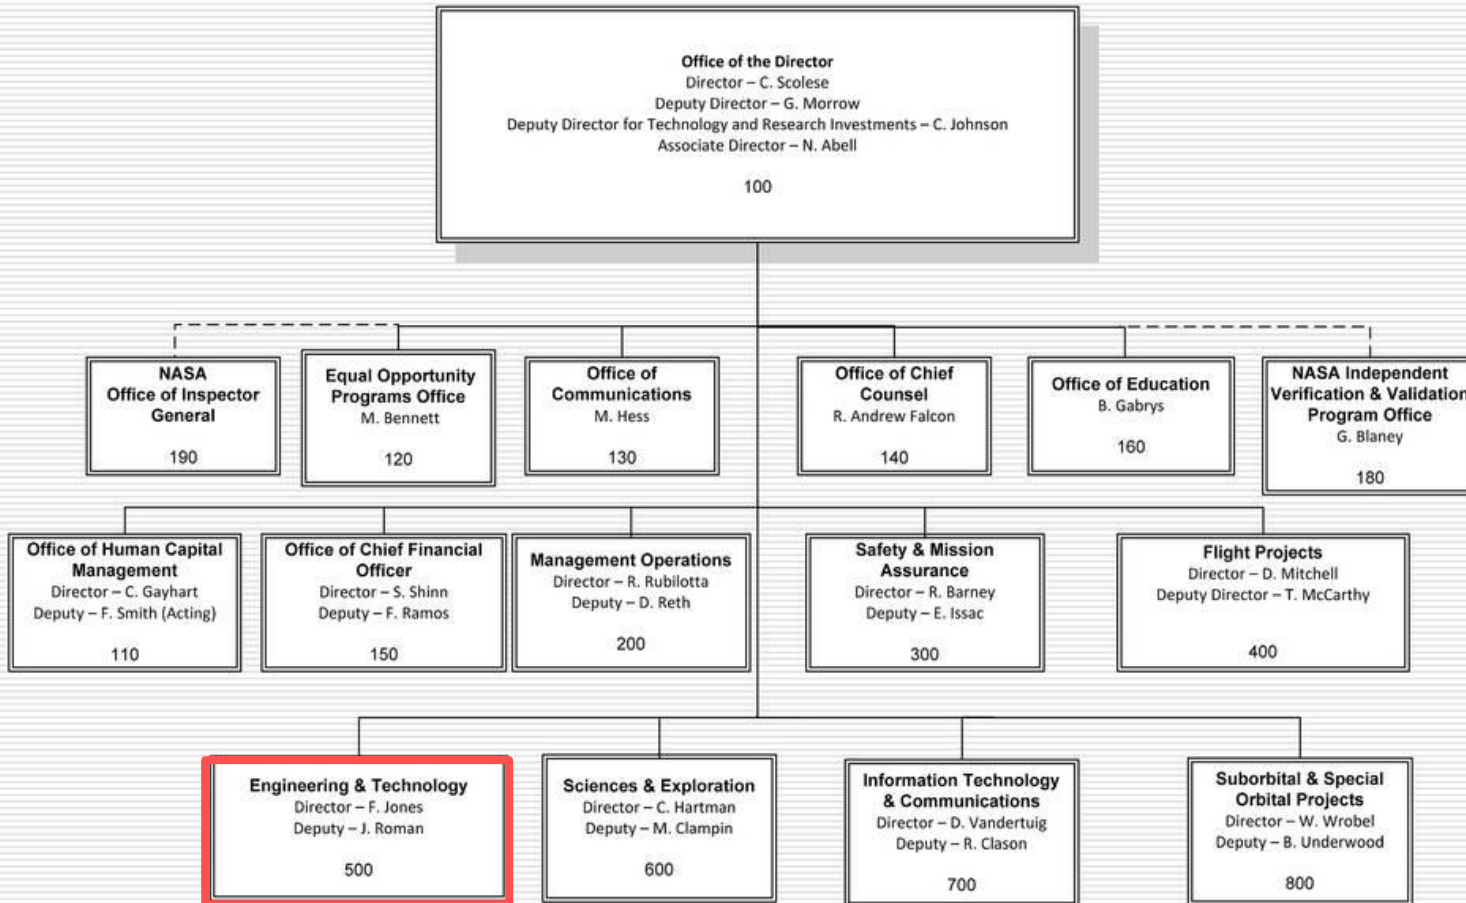 Office of the Director
Director – C. Scolese
Deputy Director – G. Morrow
Deputy Director for Technology and Research Investments – C. Johnson
Associate Director – N. Abell
100
NASA
Office of Inspector
General
190
Equal Opportunity
Programs Office
M. Bennett
120
Office of
Communications
M. Hess
130
Office of Chief
Counsel
R. Andrew Falcon
140
Office of Education
B. Gabrys
160
NASA Independent
Verification & Validation
Program Office
G. Blaney
180
Office of Human Capital
Management
Director – C. Gayhart
Deputy – F. Smith (Acting)
110
Office of Chief Financial
Officer
Director – S. Shinn
Deputy – F. Ramos
150
Management Operations
Director – R. Rubilotta
Deputy – D. Reth
200
Safety & Mission
Assurance
Director – R. Barney
Deputy – E. Issac
300
Flight Projects
Director – D. Mitchell
Deputy Director – T. McCarthy
400
Engineering & Technology
Director – F. Jones
Deputy – J. Roman
500
Sciences & Exploration
Director – C. Hartman
Deputy – M. Clampin
600
Information Technology
& Communications
Director – D. Vandertuig
Deputy – R. Clason
700
Suborbital & Special
Orbital Projects
Director – W. Wrobel
Deputy – B. Underwood
800